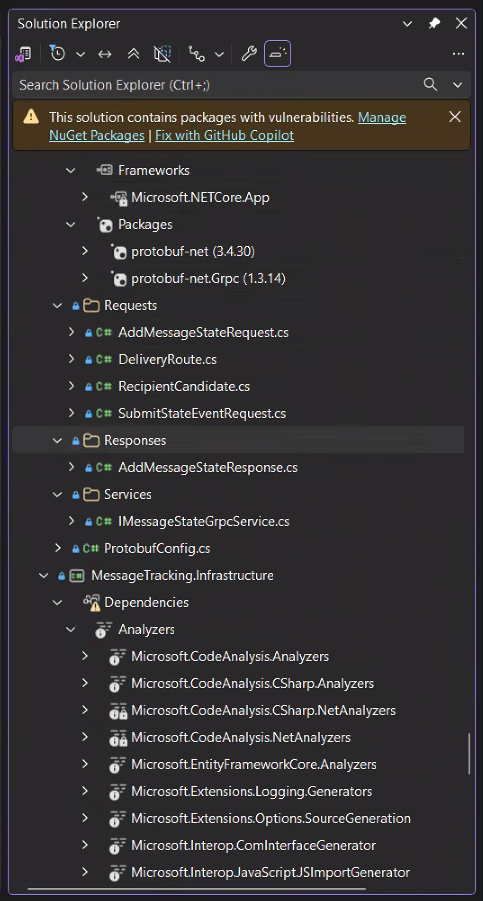 Solution Explorer
Search Solution Explorer (Ctrl+;)
This solution contains packages with vulnerabilities. Manage
NuGet Packages | Fix with GitHub Copilot
Frameworks
Microsoft.NETCore.App
Packages
protobuf-net (3.4.30)
protobuf-net.Grpc (1.3.14)
Requests
C# AddMessageStateRequest.cs
C# DeliveryRoute.cs
C# RecipientCandidate.cs
C# SubmitStateEventRequest.cs
Responses
C# AddMessageStateResponse.cs
Services
C# IMessageStateGrpcService.cs
C# ProtobufConfig.cs
C# MessageTracking.Infrastructure
Dependencies
Analyzers
Microsoft.CodeAnalysis.Analyzers
Microsoft.CodeAnalysis.CSharp.Analyzers
Microsoft.CodeAnalysis.CSharp.NetAnalyzers
Microsoft.CodeAnalysis.NetAnalyzers
Microsoft.EntityFrameworkCore.Analyzers
Microsoft.Extensions.Logging.Generators
Microsoft.Extensions.Options.SourceGeneration
Microsoft.Interop.ComInterfaceGenerator
Microsoft.Interop.JavaScript.JSImportGenerator